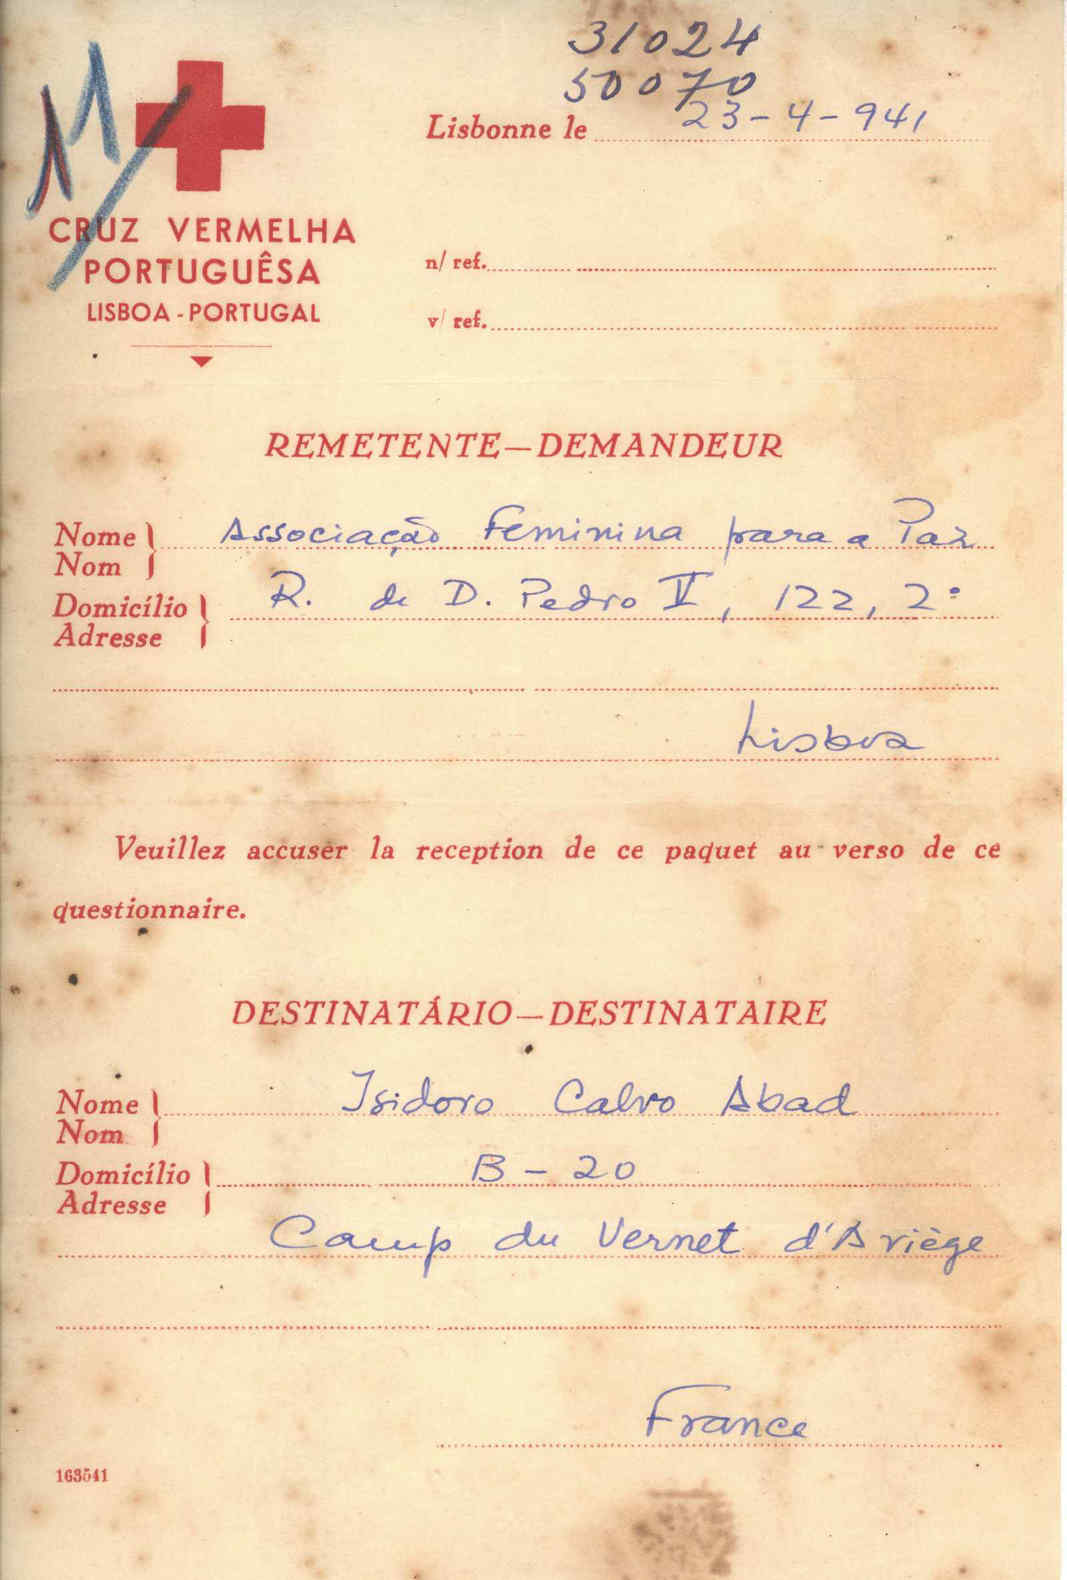 31024
50070
Lisbonne le 23-4-941
CRUZ VERMELHA
PORTUGUÊSA
LISBOA - PORTUGAL
n/ ref.
v/ ref.
REMETENTE—DEMANDEUR
Nome Associação Feminina para a Paz
Nom
Domicílio R. de D. Pedro V, 122, 2º
Adresse
Lisboa
Veuillez accuser la reception de ce paquet au verso de ce
questionnaire.
DESTINATÁRIO—DESTINATAIRE
Nome Isidoro Calvo Abad
Nom
Domicílio B - 20
Adresse
Camp du Vernet d'Ariège
France
163541